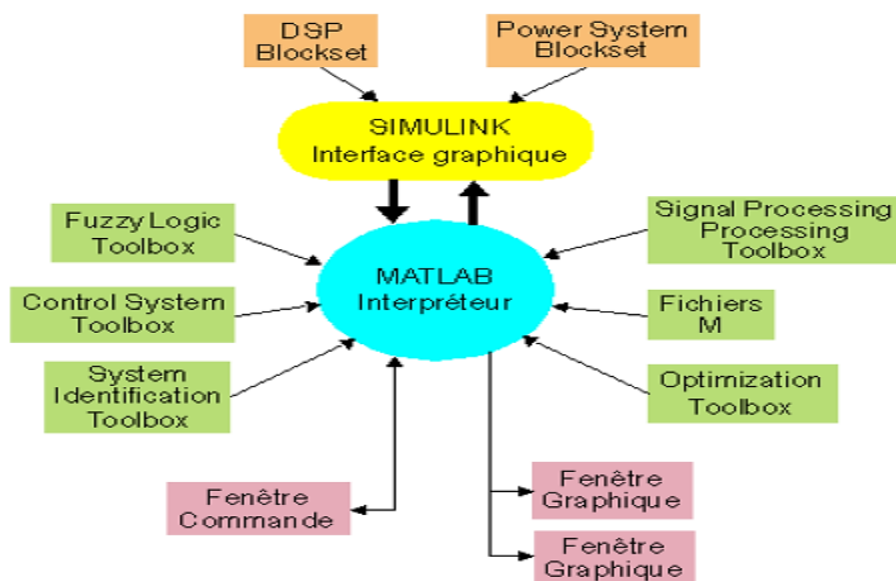 DSP
Blockset
Power System
Blockset
SIMULINK
Interface graphique
Fuzzy Logic
Toolbox
Signal Processing
Processing
Toolbox
MATLAB
Interpréteur
Control System
Toolbox
Fichiers
M
System
Identification
Toolbox
Optimization
Toolbox
Fenêtre
Commande
Fenêtre
Graphique
Fenêtre
Graphique